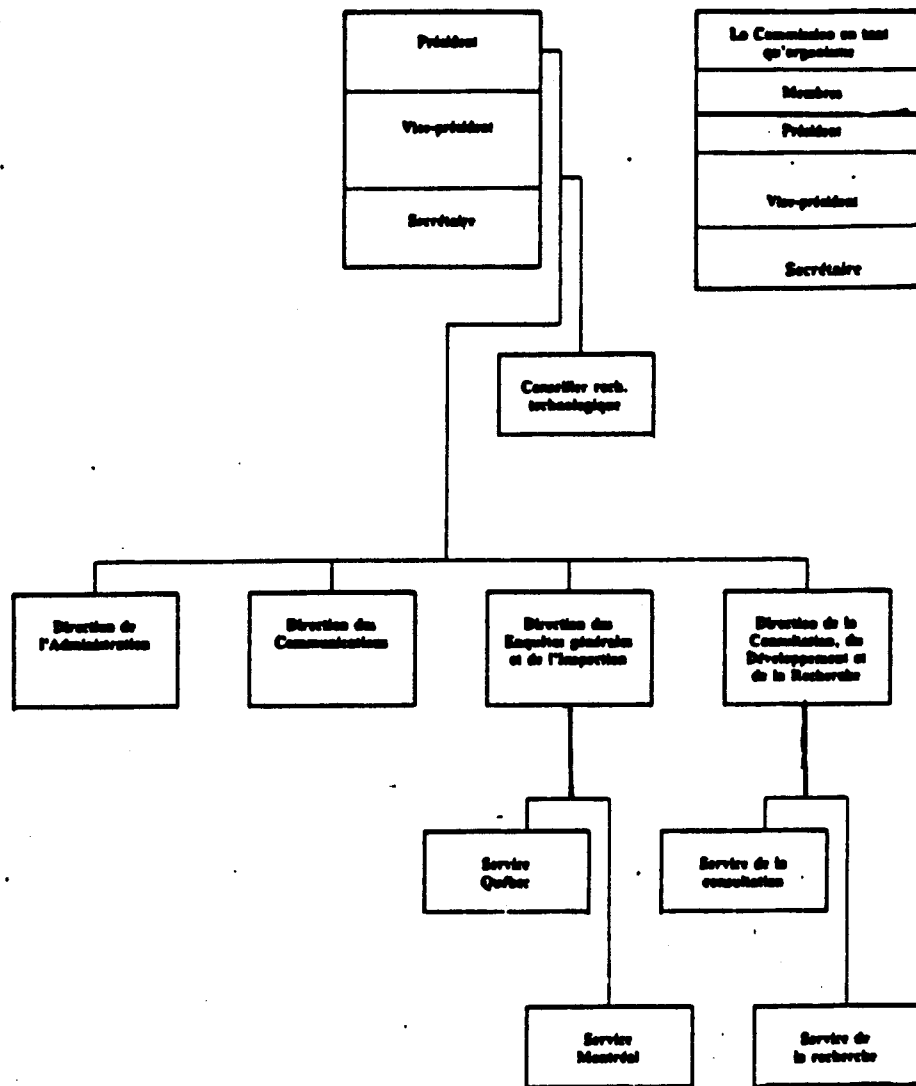 Président
Vice-président
Secrétaire
La Commission en tant
qu'organisme
Membres
Président
Vice-président
Secrétaire
Conseiller rech.
technologique
Direction de
l'Administration
Direction des
Communications
Direction des
Enquêtes générales
et de l'Inspection
Direction de la
Consultation, du
Développement et
de la Recherche
Service
Québec
Service de la
consultation
Service
Montréal
Service de
la recherche